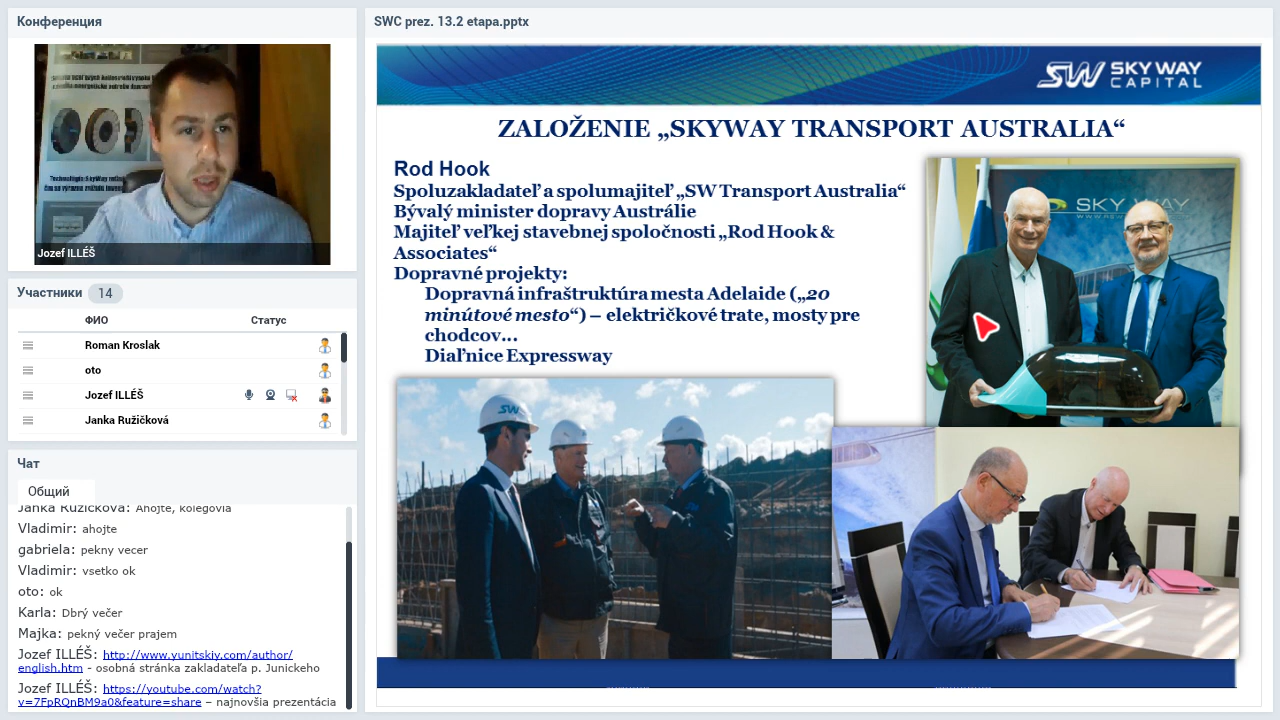 Конференция
Jozef ILLÉŠ
Участники 14
ФИО Статус
Roman Kroslak
oto
Jozef ILLÉŠ
Janka Ružičková
Чат
Общий
Janka Ružičková: Ahojte, kolegovia
Vladimir: ahojte
gabriela: pekny vecer
Vladimir: vsetko ok
oto: ok
Karla: Dbrý večer
Majka: pekný večer prajem
Jozef ILLÉŠ: http://www.yunitskiy.com/author/
english.htm - osobná stránka zakladateľa p. Junickeho
Jozef ILLÉŠ: https://youtube.com/watch?
v=7FpRQnBM9a0&feature=share – najnovšia prezentácia
SWC prez. 13.2 etapa.pptx
SW SKY WAY
CAPITAL
ZALOŽENIE „SKYWAY TRANSPORT AUSTRALIA“
Rod Hook
Spoluzakladateľ a spolumajiteľ „SW Transport Australia“
Bývalý minister dopravy Austrálie
Majiteľ veľkej stavebnej spoločnosti „Rod Hook &
Associates“
Dopravné projekty:
Dopravná infraštruktúra mesta Adelaide („20
minútové mesto“) – električkové trate, mosty pre
chodcov...
Diaľnice Expressway
SKY WAY
SW